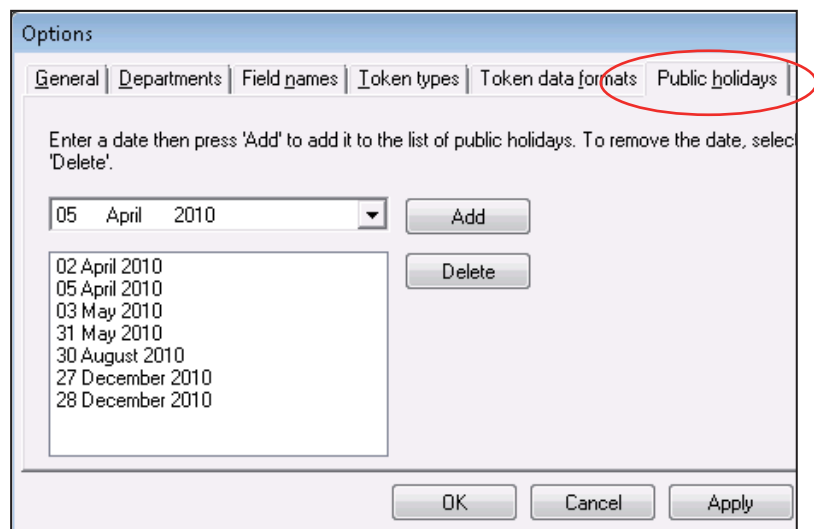 Options
General Departments Field names Token types Token data formats Public holidays
Enter a date then press 'Add' to add it to the list of public holidays. To remove the date, selec
'Delete'.
05 April 2010 Add
Delete
02 April 2010
05 April 2010
03 May 2010
31 May 2010
30 August 2010
27 December 2010
28 December 2010
OK Cancel Apply